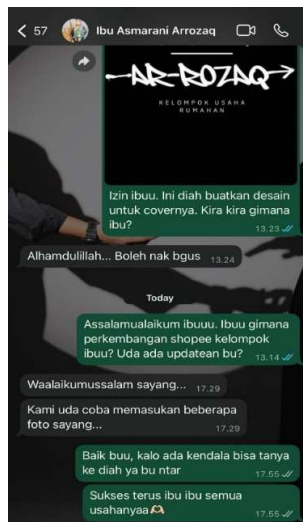 57
Ibu Asmarani Arrozaq
AR-ROZAQ
KELOMPOK USAHA
RUMAHAN
Izin ibuu. Ini diah buatkan desain
untuk covernya. Kira kira gimana
ibu?
13.23
Alhamdulillah... Boleh nak bgus
13.24
Today
Assalamualaikum ibuuu. Ibuu gimana
perkembangan shopee kelompok
ibuu? Uda ada updatean bu?
13.14
Waalaikumussalam sayang...
17.29
Kami uda coba memasukan beberapa
foto sayang...
17.29
Baik buu, kalo ada kendala bisa tanya
ke diah ya bu ntar
17.55
Sukses terus ibu ibu semua
usahanyaa🫶
17.55